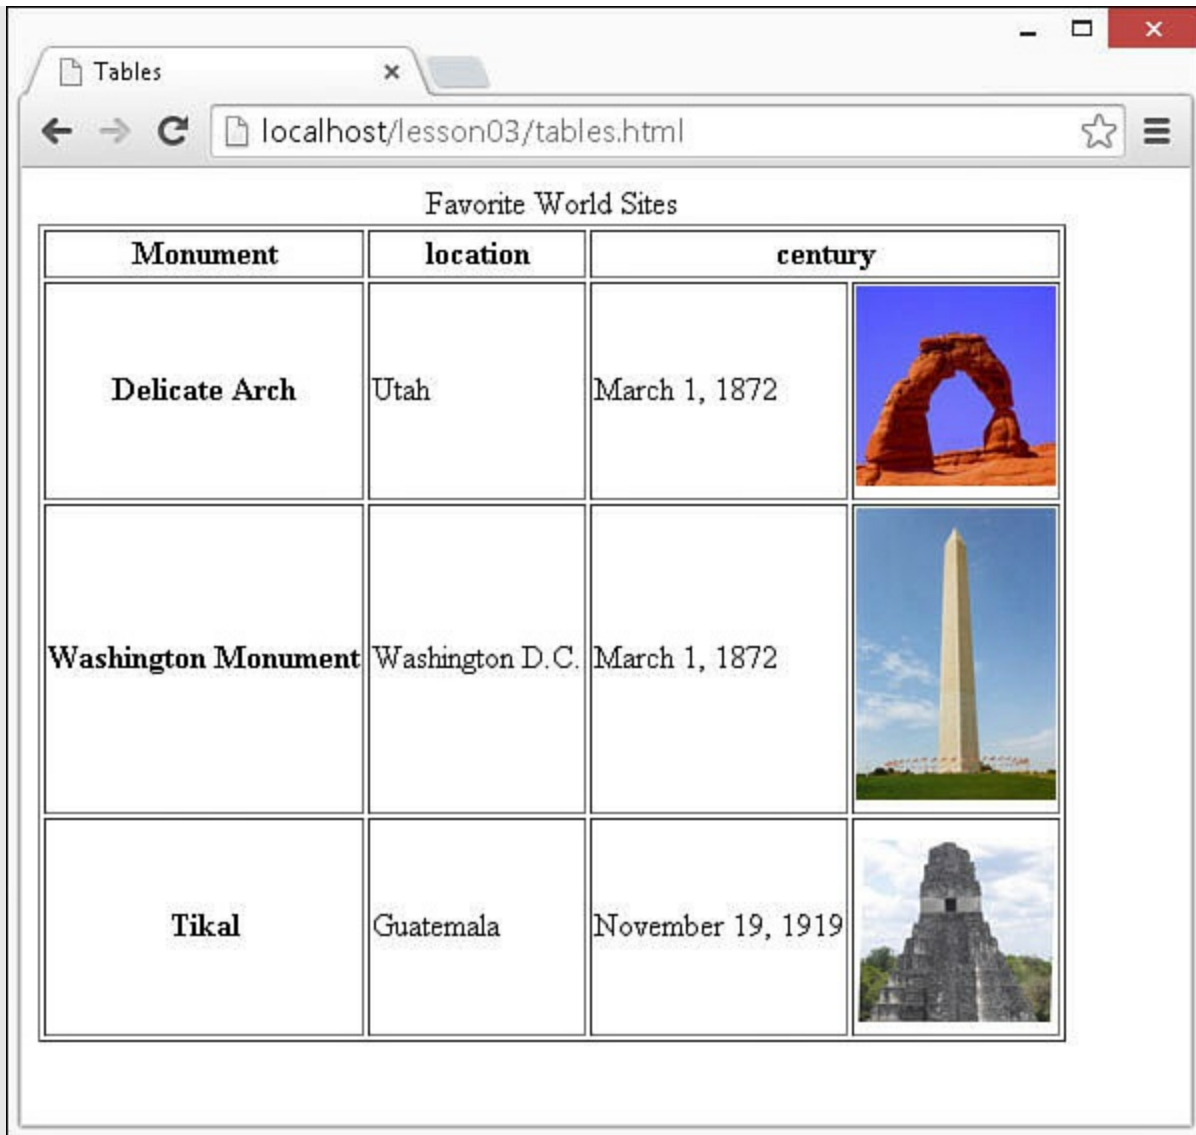 Tables
localhost/lesson03/tables.html
Favorite World Sites
Monument location century
Delicate Arch Utah March 1, 1872
Washington Monument Washington D.C. March 1, 1872
Tikal Guatemala November 19, 1919